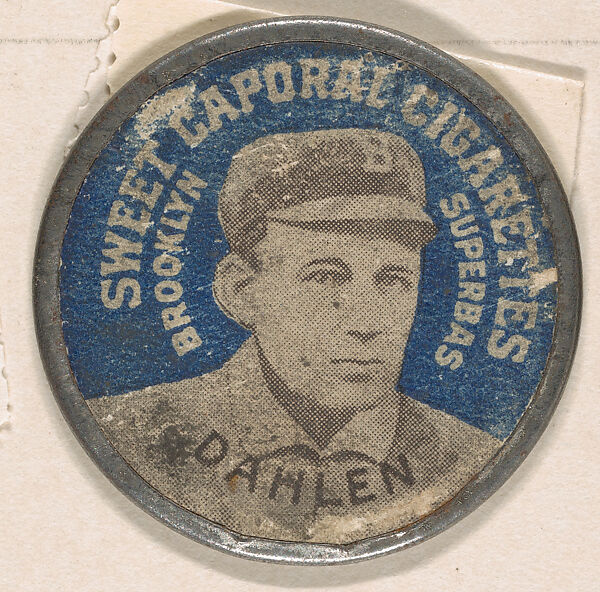 SWEET CAPORAL CIGARETTES
BROOKLYN
SUPERBAS
B
DAHLEN